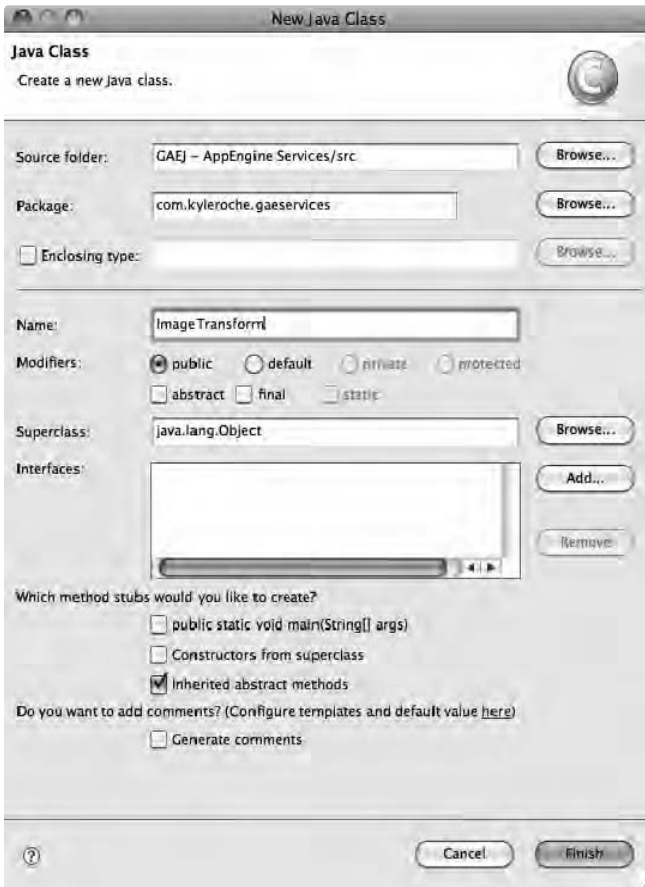 New Java Class
Java Class
Create a new Java class.
C
Source folder: GAEJ – AppEngine Services/src Browse...
Package: com.kyleroche.gaeservices Browse...
Enclosing type: Browse...
Name: ImageTransform
Modifiers: public default private protected
abstract final static
Superclass: java.lang.Object Browse...
Interfaces: Add...
Remove
Which method stubs would you like to create?
public static void main(String[] args)
Constructors from superclass
Inherited abstract methods
Do you want to add comments? (Configure templates and default value here)
Generate comments
? Cancel Finish